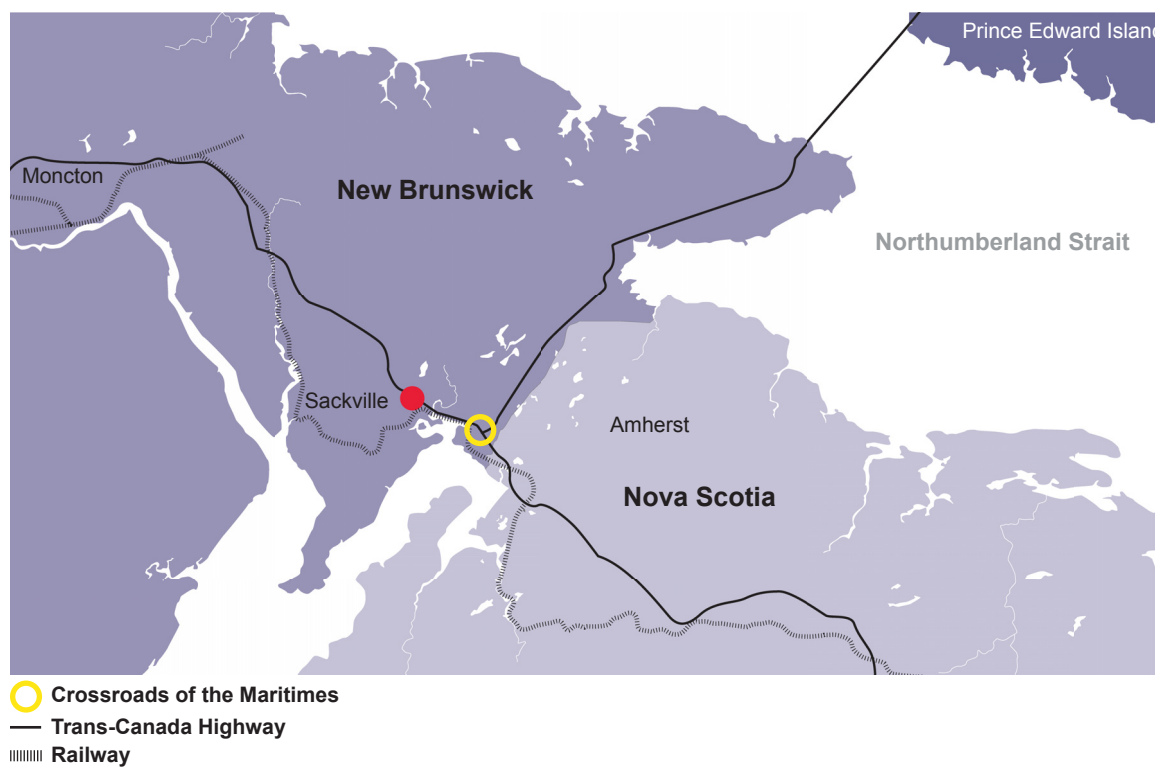 Prince Edward Island
Moncton
New Brunswick
Northumberland Strait
Sackville
Amherst
Nova Scotia
Crossroads of the Maritimes
Trans-Canada Highway
Railway